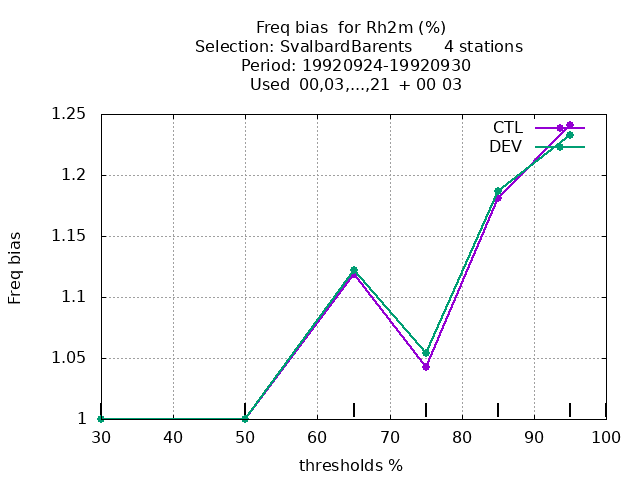 Freq bias  for Rh2m (%)
Selection: SvalbardBarents      4 stations
Period: 19920924-19920930
Used  00,03,...,21  + 00 03
CTL
DEV
1.25
1.2
1.15
1.1
1.05
1
Freq bias
30 40 50 60 70 80 90 100
thresholds %